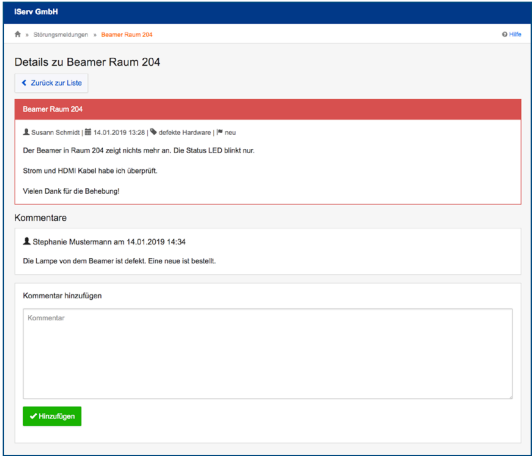 IServ GmbH
» Störungsmeldungen » Beamer Raum 204
Hilfe
Details zu Beamer Raum 204
Zurück zur Liste
Beamer Raum 204
Susann Schmidt | 14.01.2019 13:28 | defekte Hardware | neu
Der Beamer in Raum 204 zeigt nichts mehr an. Die Status LED blinkt nur.
Strom und HDMI Kabel habe ich überprüft.
Vielen Dank für die Behebung!
Kommentare
Stephanie Mustermann am 14.01.2019 14:34
Die Lampe von dem Beamer ist defekt. Eine neue ist bestellt.
Kommentar hinzufügen
Kommentar
Hinzufügen